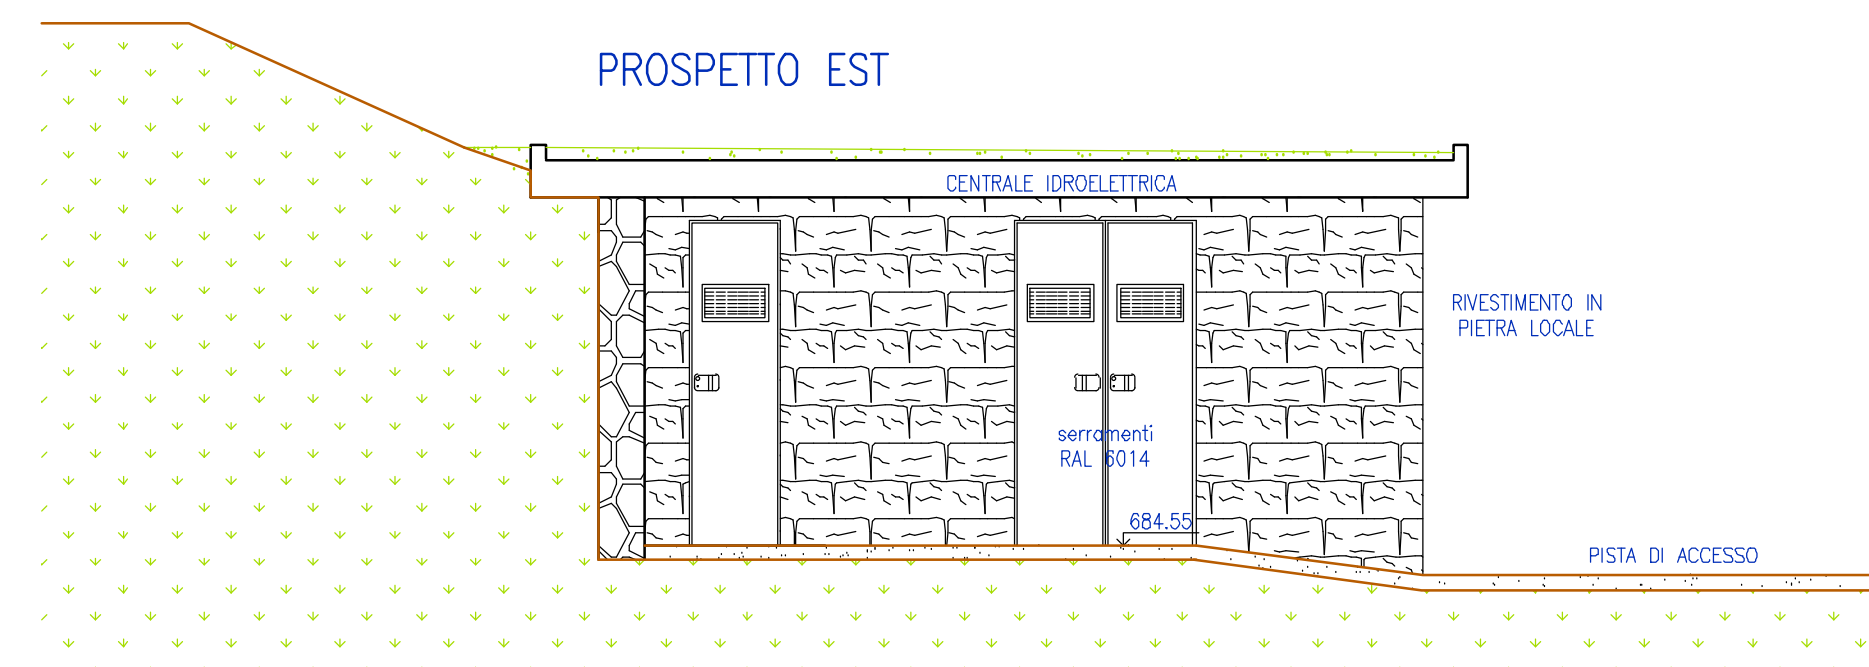 PROSPETTO EST
CENTRALE IDROELETTRICA
RIVESTIMENTO IN
PIETRA LOCALE
serramenti
RAL 6014
684.55
PISTA DI ACCESSO